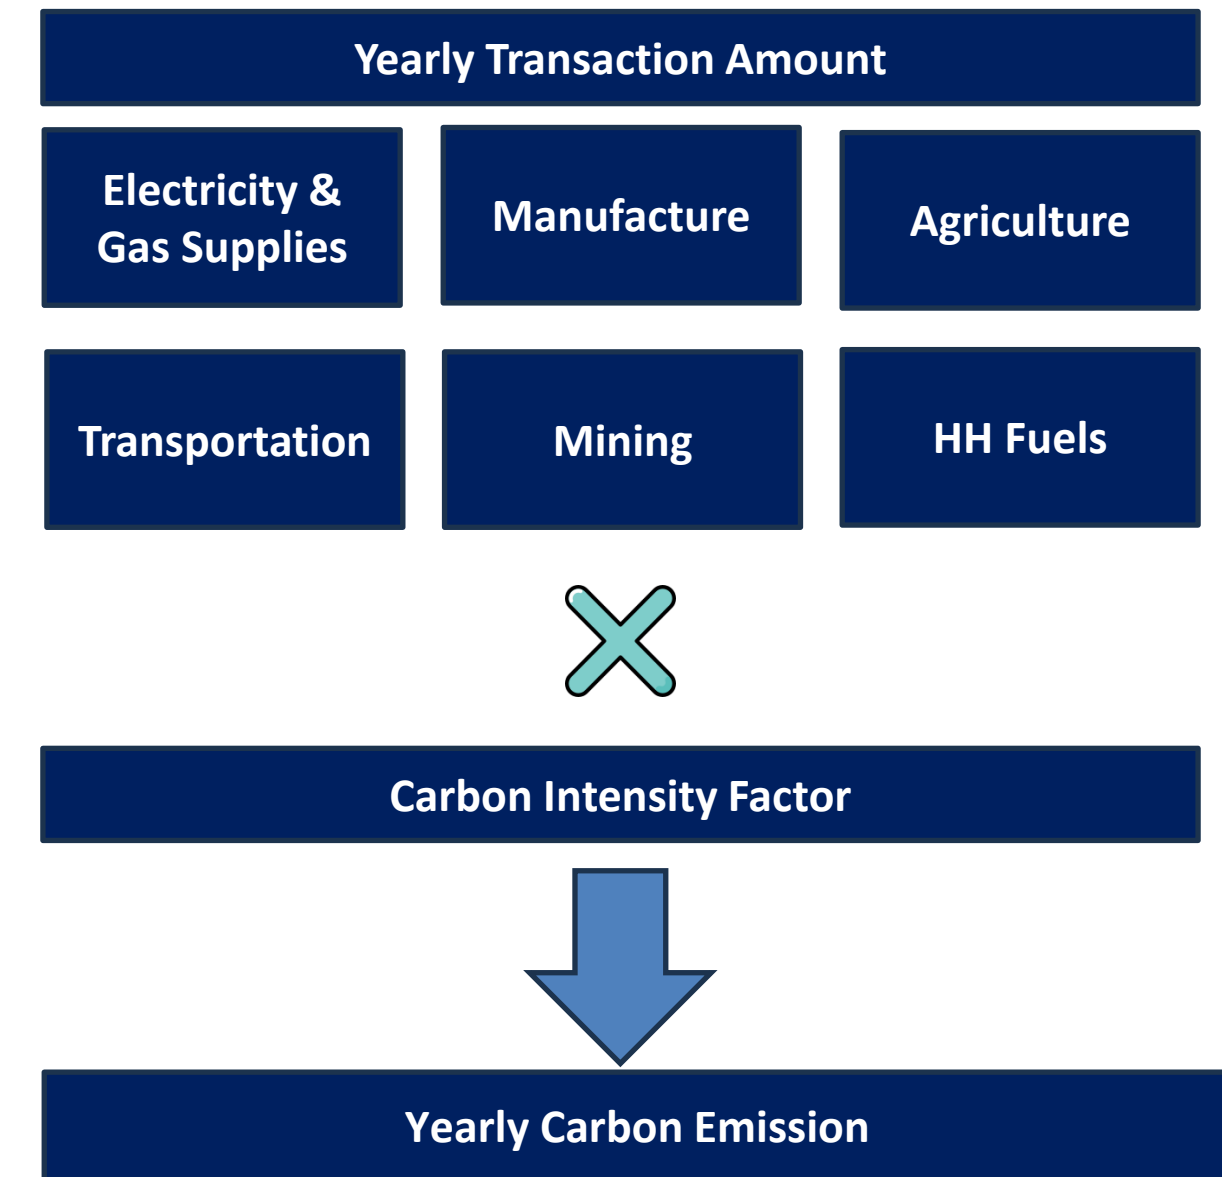 Yearly Transaction Amount
Electricity &
Gas Supplies
Manufacture
Agriculture
Transportation
Mining
HH Fuels
Carbon Intensity Factor
Yearly Carbon Emission